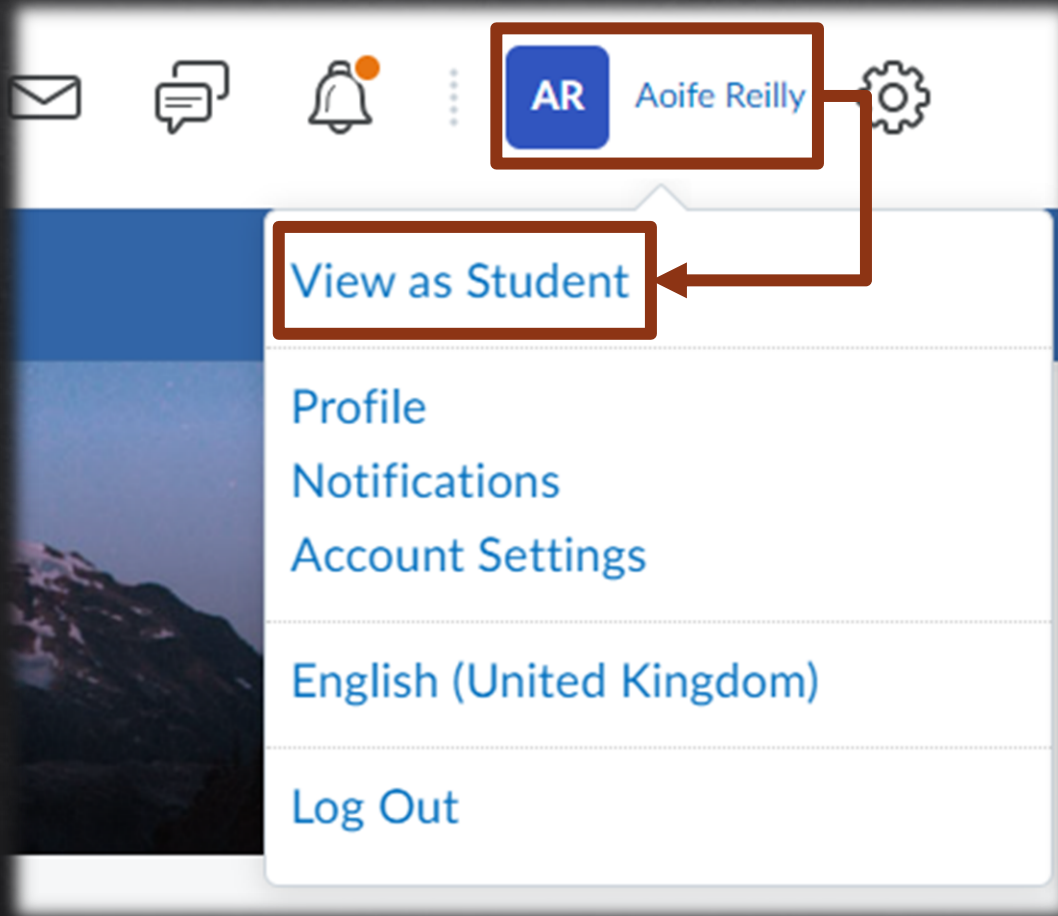 AR Aoife Reilly
View as Student
Profile
Notifications
Account Settings
English (United Kingdom)
Log Out